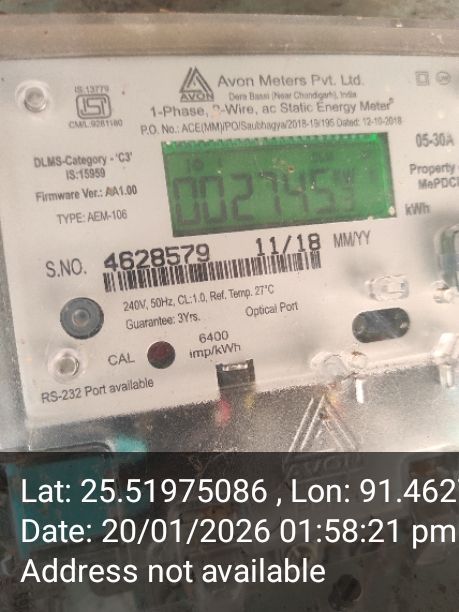 IS:13779
CM/L:9281180
AVON
Avon Meters Pvt. Ltd.
Dera Bassi (Near Chandigarh), India
1-Phase, 2-Wire, ac Static Energy Meter
P.O. No.: ACE(MM)/PO/Saubhagya/2018-19/195 Dated: 12-10-2018
DLMS-Category - 'C3'
IS:15959
Firmware Ver.: AA1.00
TYPE: AEM-106
05-30A
Property
MePDC
kWh
S.NO. 4628579 11/18 MM/YY
240V, 50Hz, CL:1.0, Ref. Temp. 27°C
Guarantee: 3Yrs. Optical Port
CAL
6400
imp/kWh
RS-232 Port available
AVON
Lat: 25.51975086 , Lon: 91.462
Date: 20/01/2026 01:58:21 pm
Address not available